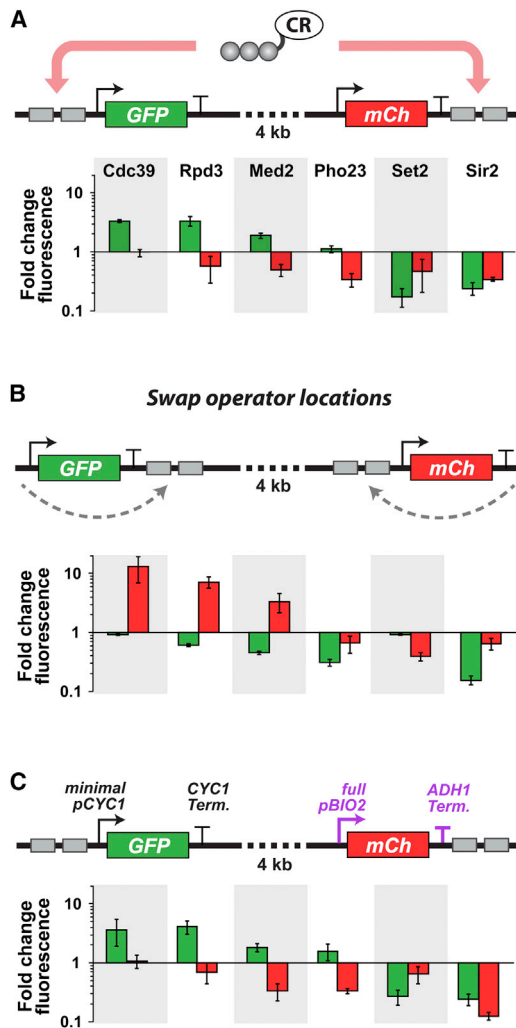 A
CR
GFP
mCh
4 kb
Cdc39 Rpd3 Med2 Pho23 Set2 Sir2
Fold change
fluorescence
10
1
0.1
B
Swap operator locations
GFP
mCh
4 kb
Fold change
fluorescence
10
1
0.1
C
minimal
pCYC1
CYC1
Term.
full
pBIO2
ADH1
Term.
GFP
mCh
4 kb
Fold change
fluorescence
10
1
0.1